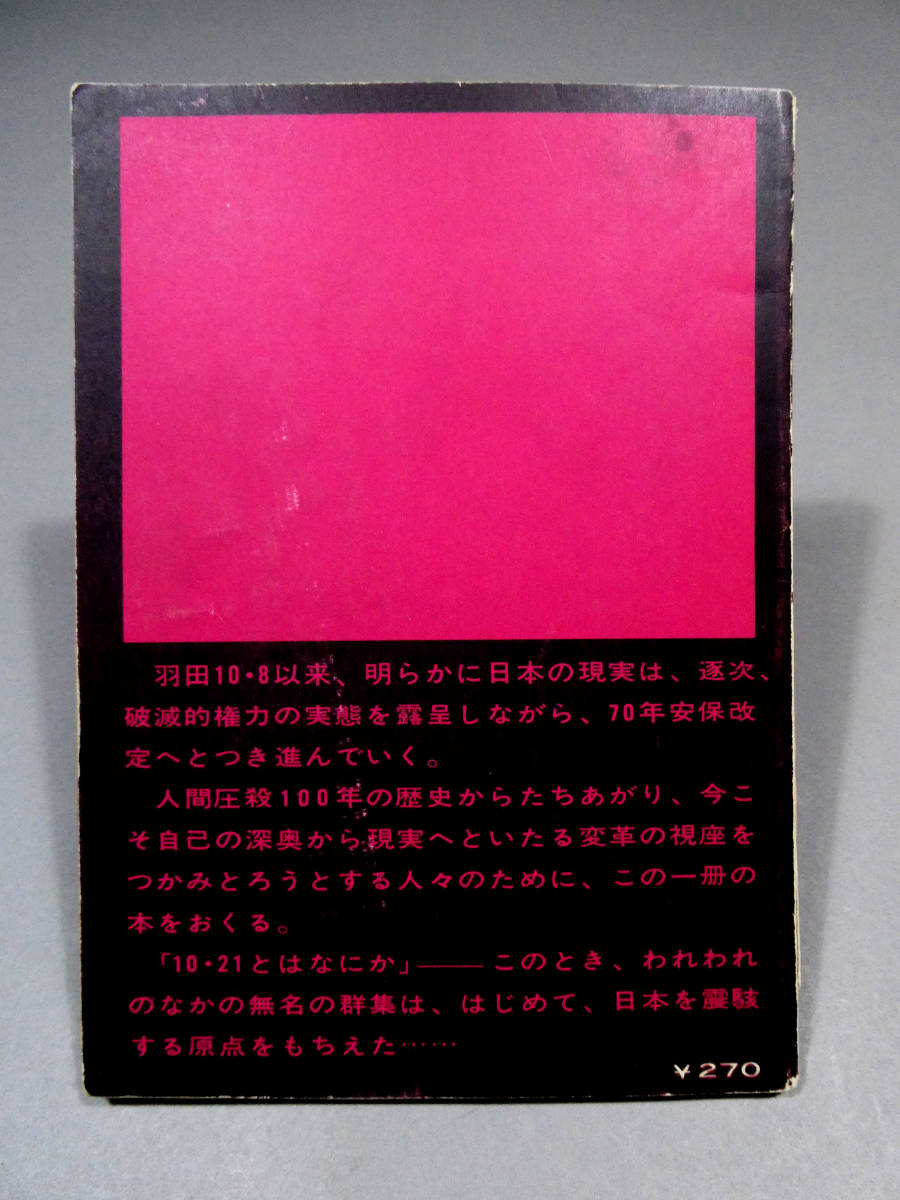 羽田10・8以来、明らかに日本の現実は、逐次、
破滅的権力の実態を露呈しながら、70年安保改
定へとつき進んでいく。
人間圧殺100年の歴史からたちあがり、今こ
そ自己の深奥から現実へといたる変革の視座を
つかみとろうとする人々のために、この一冊の
本をおくる。
「10・21とはなにか」―― このとき、われわれ
のなかの無名の群集は、はじめて、日本を震駭
する原点をもちえた……
￥270